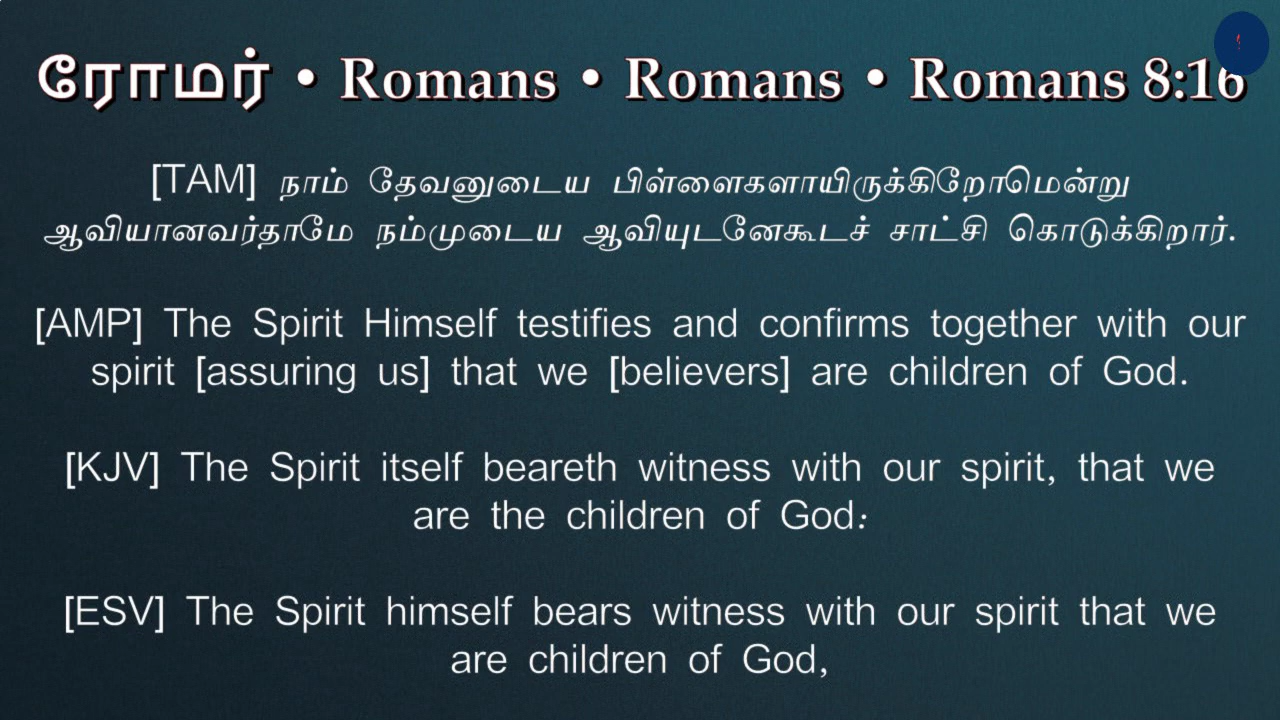 ரோமர் • Romans • Romans • Romans 8:16
[TAM] நாம் தேவனுடைய பிள்ளைகளாயிருக்கிறோமென்று
ஆவியானவர்தாமே நம்முடைய ஆவியுடனேகூடச் சாட்சி கொடுக்கிறார்.
[AMP] The Spirit Himself testifies and confirms together with our
spirit [assuring us] that we [believers] are children of God.
[KJV] The Spirit itself beareth witness with our spirit, that we
are the children of God:
[ESV] The Spirit himself bears witness with our spirit that we
are children of God,